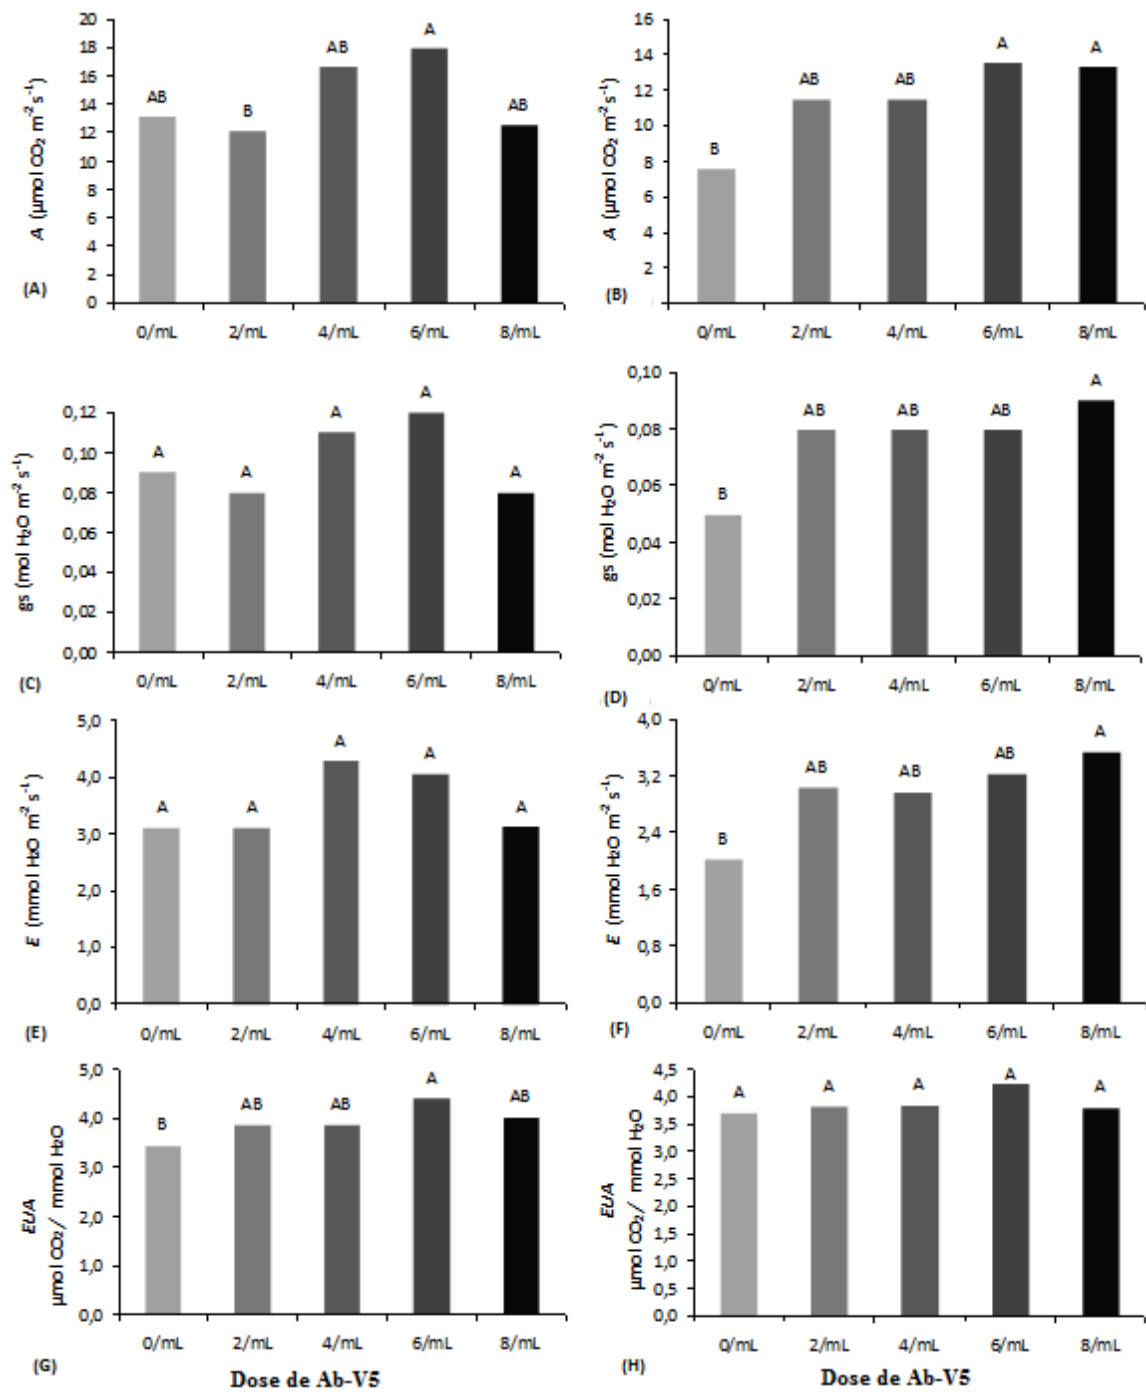 20
18
16
14
12
10
8
6
4
2
0
A (µmol CO₂ m⁻² s⁻¹)
AB
B
AB
A
AB
(A)
0/mL 2/mL 4/mL 6/mL 8/mL
16
14
12
10
8
6
4
2
0
A (µmol CO₂ m⁻² s⁻¹)
B
AB
AB
A
A
(B)
0/mL 2/mL 4/mL 6/mL 8/mL
0,12
0,10
0,08
0,06
0,04
0,02
0,00
gs (mol H₂O m⁻² s⁻¹)
A
A
A
A
A
(C)
0/mL 2/mL 4/mL 6/mL 8/mL
0,10
0,08
0,06
0,04
0,02
0,00
gs (mol H₂O m⁻² s⁻¹)
B
AB
AB
AB
A
(D)
0/mL 2/mL 4/mL 6/mL 8/mL
5,0
4,0
3,0
2,0
1,0
0,0
E (mmol H₂O m⁻² s⁻¹)
A
A
A
A
A
(E)
0/mL 2/mL 4/mL 6/mL 8/mL
4,0
3,2
2,4
1,6
0,8
0,0
E (mmol H₂O m⁻² s⁻¹)
B
AB
AB
AB
A
(F)
0/mL 2/mL 4/mL 6/mL 8/mL
5,0
4,0
3,0
2,0
1,0
0,0
EUA
µmol CO₂/ mmol H₂O
B
AB
AB
A
AB
(G)
0/mL 2/mL 4/mL 6/mL 8/mL
Dose de Ab-V5
4,5
4,0
3,5
3,0
2,5
2,0
1,5
1,0
0,5
0,0
EUA
µmol CO₂/ mmol H₂O
A
A
A
A
A
(H)
0/mL 2/mL 4/mL 6/mL 8/mL
Dose de Ab-V5